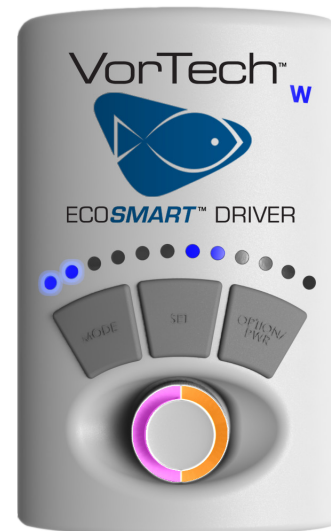 VorTech™
W
ECOSMART™ DRIVER
MODE
SET
OPTION/
PWR